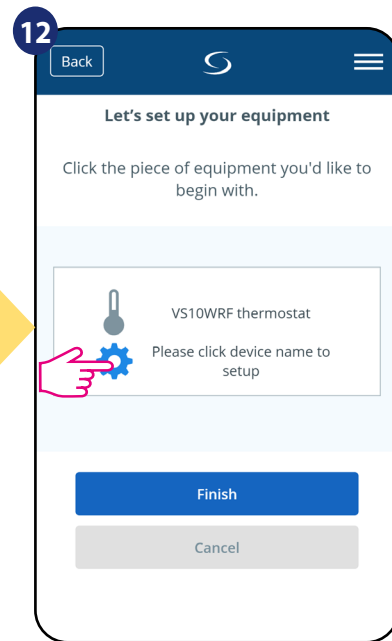 12
Back
Let’s set up your equipment
Click the piece of equipment you'd like to
begin with.
VS10WRF thermostat
Please click device name to
setup
Finish
Cancel